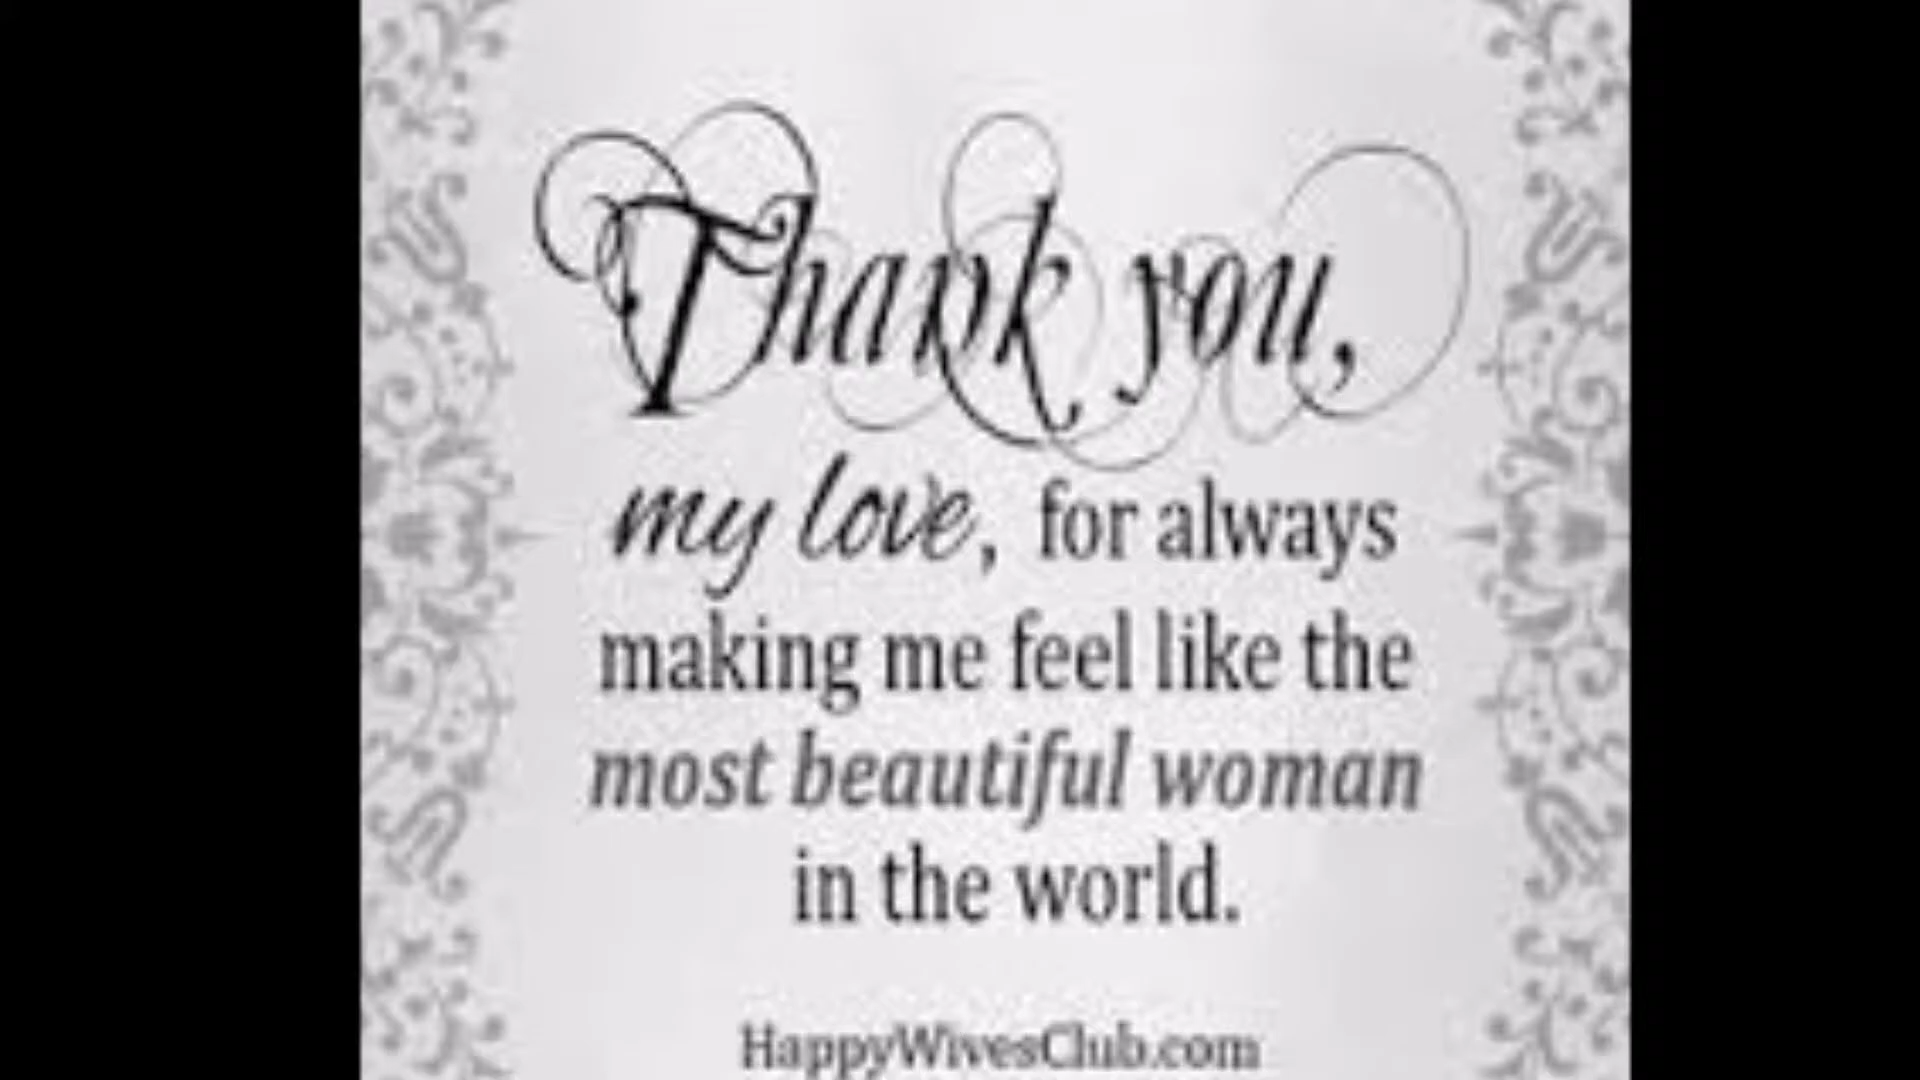 Thank you,
my love, for always
making me feel like the
most beautiful woman
in the world.
HappyWivesClub.com